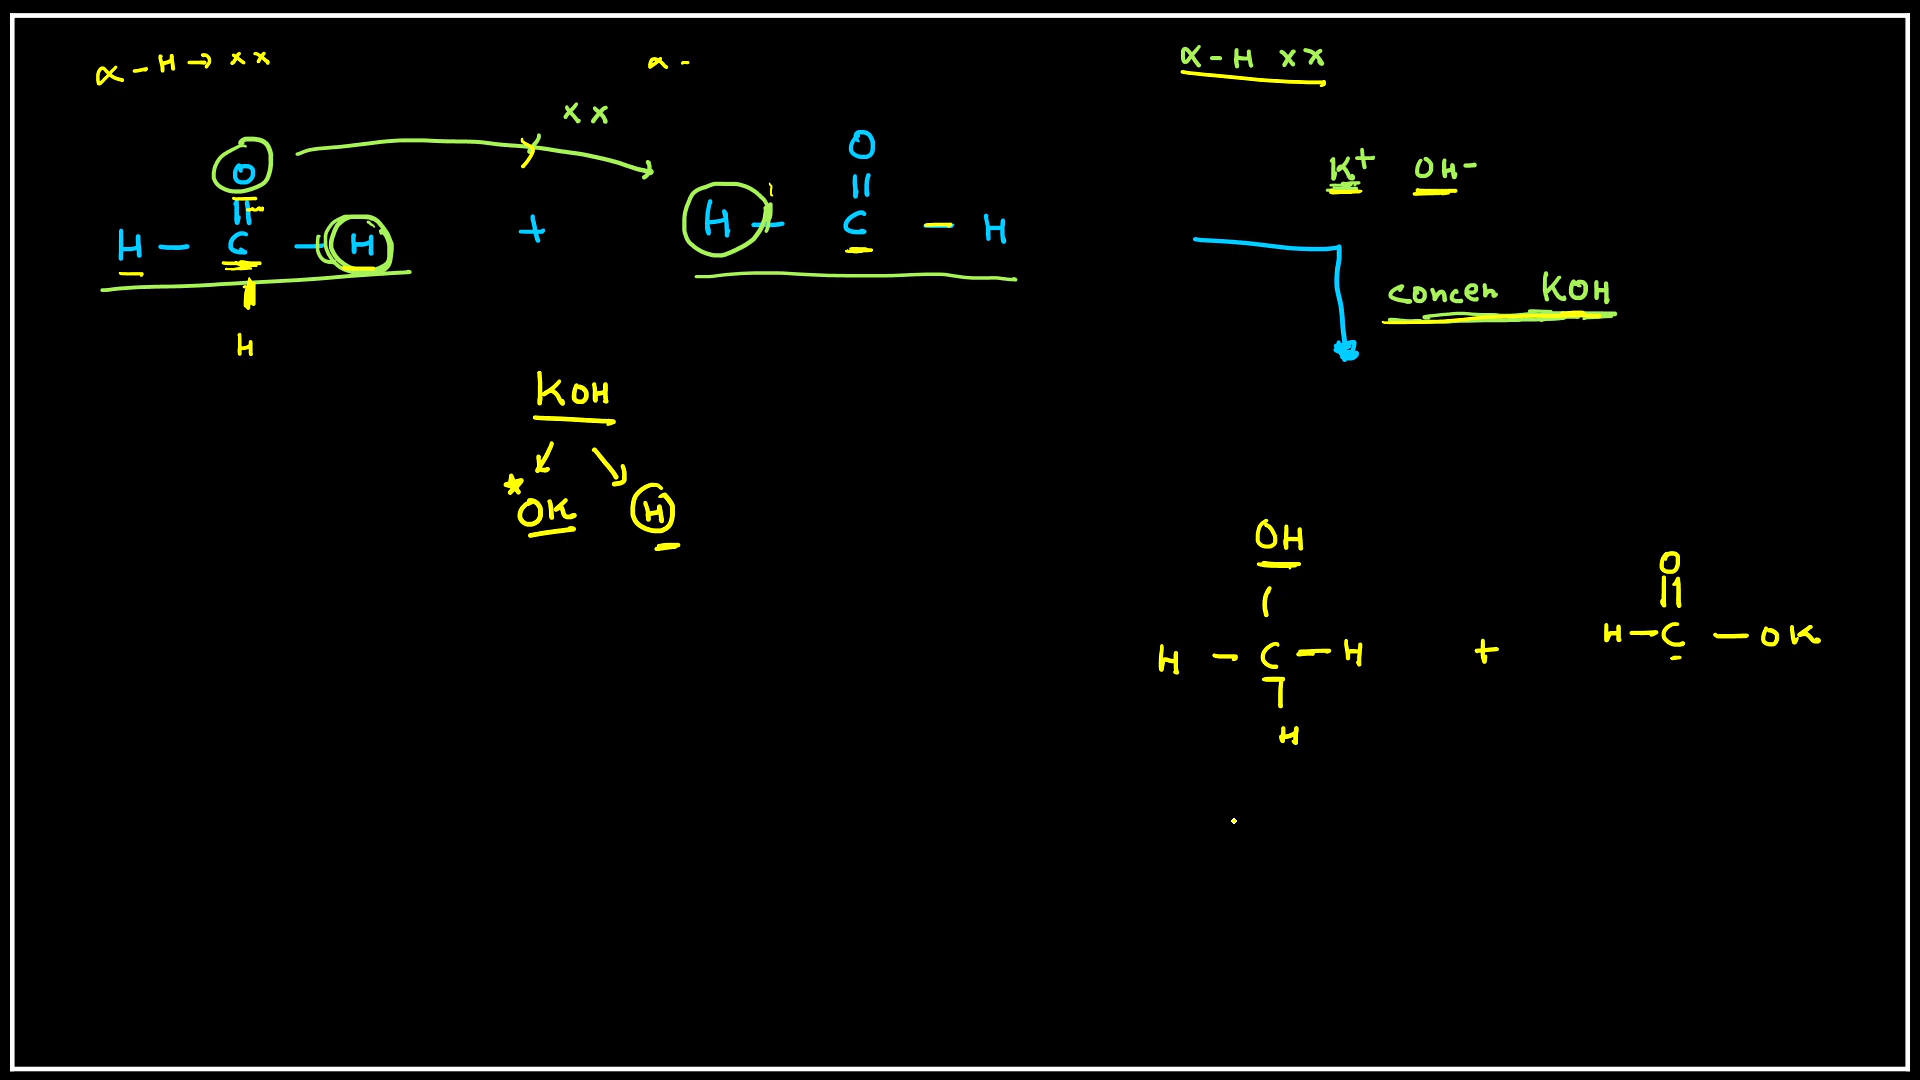 α - H → x x
α -
α - H x x
x x
O
||
H - C - H
|
H
+
O
||
H - C - H
K+ OH-
concen KOH
KOH
*OK H
OH
|
H - C - H
|
H
+
O
||
H - C - OK